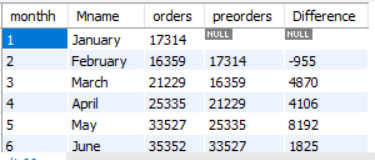 monthh Mname orders preorders Difference
1 January 17314 NULL NULL
2 February 16359 17314 -955
3 March 21229 16359 4870
4 April 25335 21229 4106
5 May 33527 25335 8192
6 June 35352 33527 1825